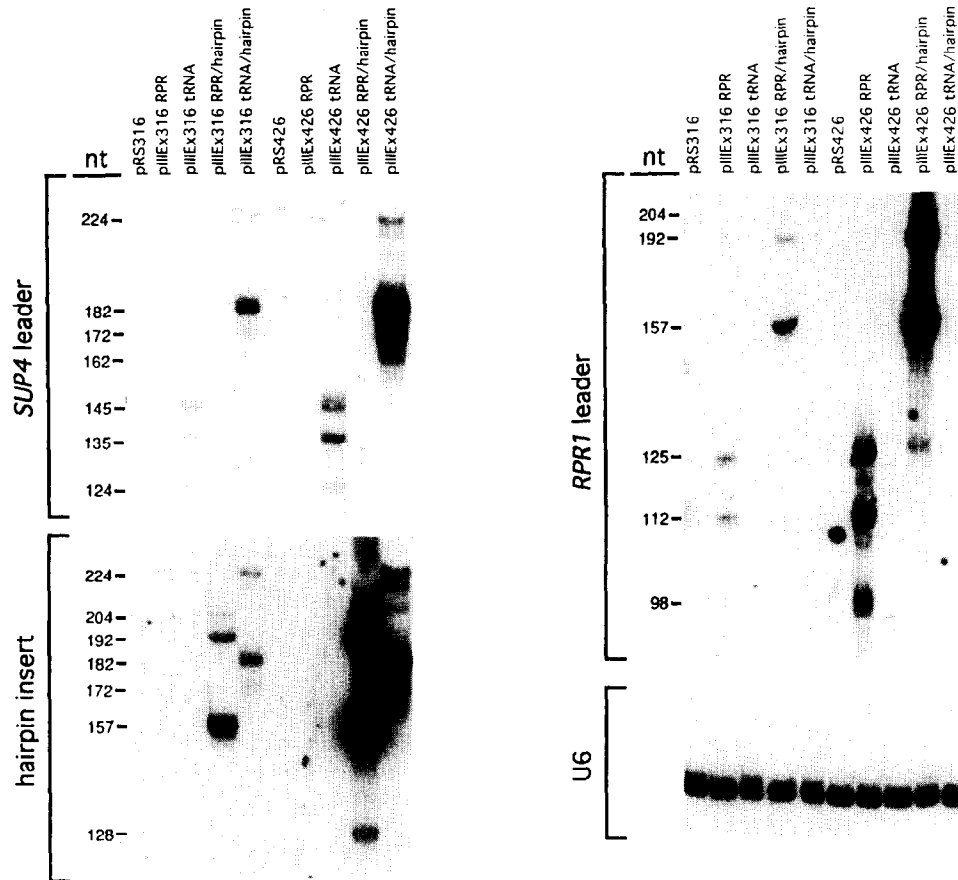 nt
pRS316
pIIIEx316 RPR
pIIIEx316 tRNA
pIIIEx316 RPR/hairpin
pIIIEx316 tRNA/hairpin
pRS426
pIIIEx426 RPR
pIIIEx426 tRNA
pIIIEx426 RPR/hairpin
pIIIEx426 tRNA/hairpin
SUP4 leader
224
182
172
162
145
135
124
hairpin insert
224
204
192
182
172
157
128
nt
pRS316
pIIIEx316 RPR
pIIIEx316 tRNA
pIIIEx316 RPR/hairpin
pIIIEx316 tRNA/hairpin
pRS426
pIIIEx426 RPR
pIIIEx426 tRNA
pIIIEx426 RPR/hairpin
pIIIEx426 tRNA/hairpin
RPR1 leader
204
192
157
125
112
98
U6